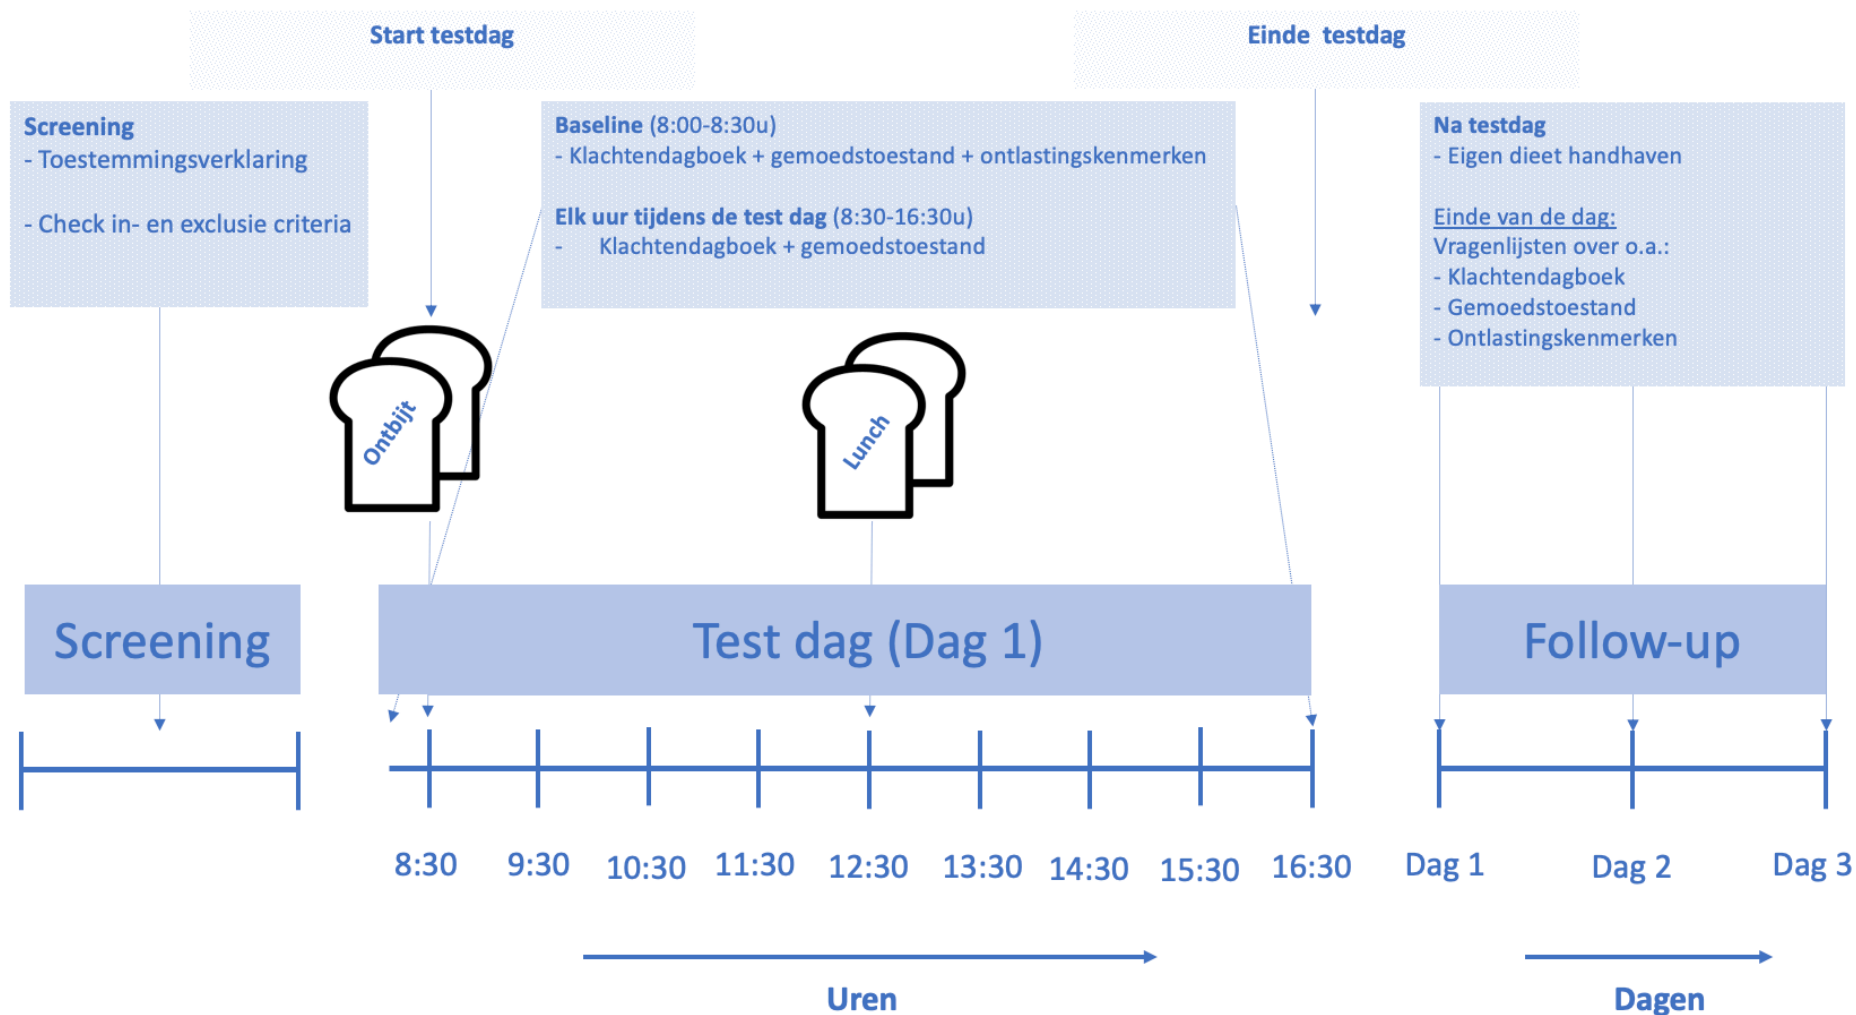 Start testdag
Einde  testdag
Screening
- Toestemmingsverklaring
- Check in- en exclusie criteria
Baseline (8:00-8:30u)
- Klachtendagboek + gemoedstoestand + ontlastingskenmerken
Elk uur tijdens de test dag (8:30-16:30u)
- Klachtendagboek + gemoedstoestand
Na testdag
- Eigen dieet handhaven
Einde van de dag:
Vragenlijsten over o.a.:
- Klachtendagboek
- Gemoedstoestand
- Ontlastingskenmerken
Ontbijt
Lunch
Screening
Test dag (Dag 1)
Follow-up
8:30
9:30
10:30
11:30
12:30
13:30
14:30
15:30
16:30
Dag 1
Dag 2
Dag 3
Uren
Dagen